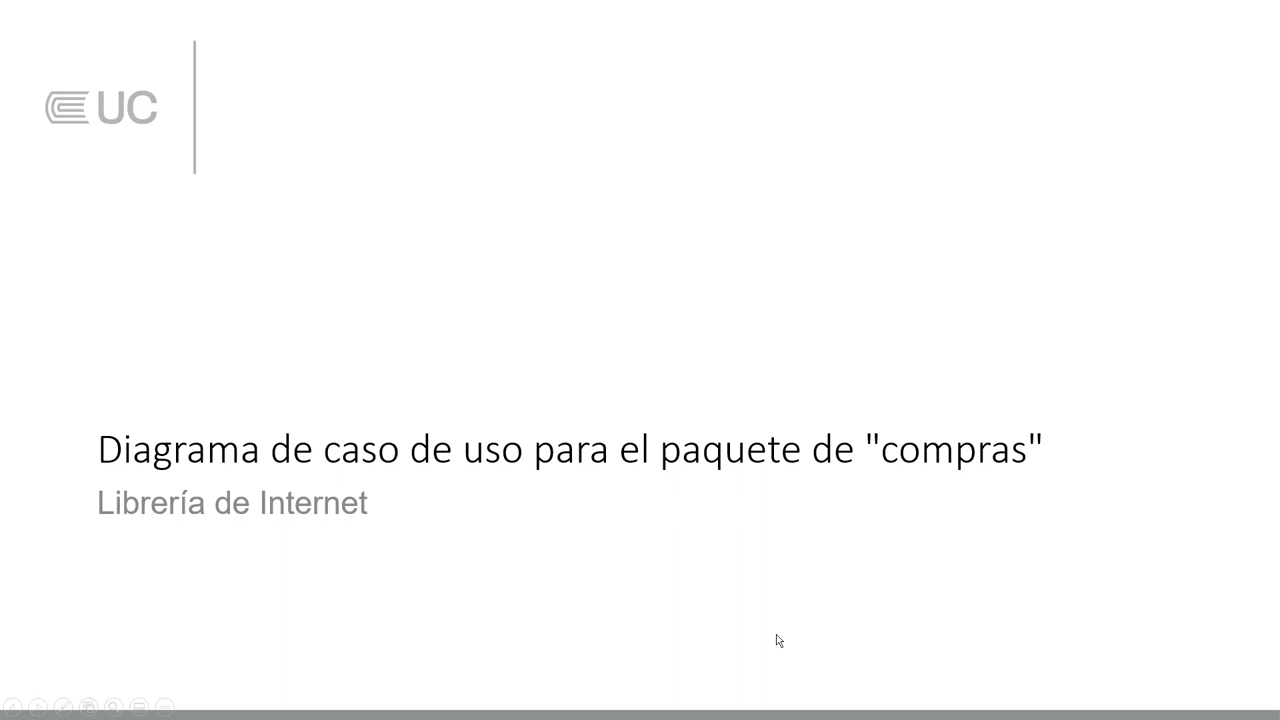 UC
Diagrama de caso de uso para el paquete de "compras"
Librería de Internet